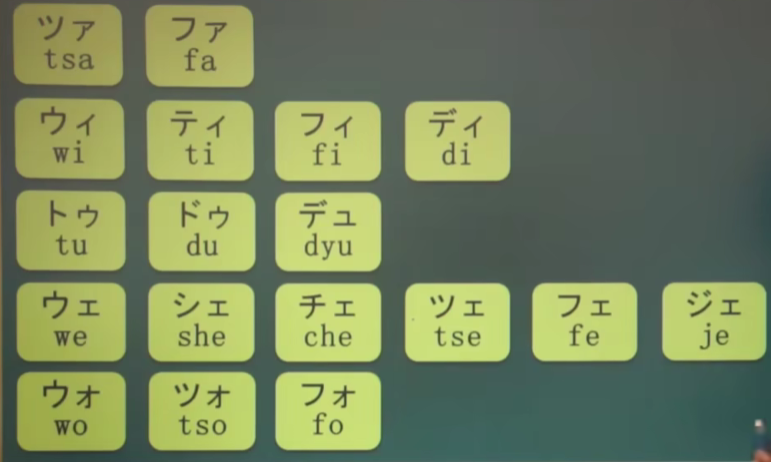 ツァ ファ
tsa fa
ウィ ティ フィ ディ
wi ti fi di
トゥ ドゥ デュ
tu du dyu
ウェ シェ チェ ツェ フェ ジェ
we she che tse fe je
ウォ ツォ フォ
wo tso fo